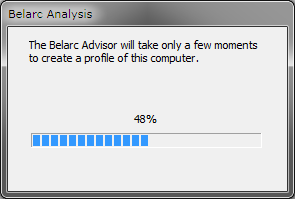 Belarc Analysis
The Belarc Advisor will take only a few moments
to create a profile of this computer.
48%